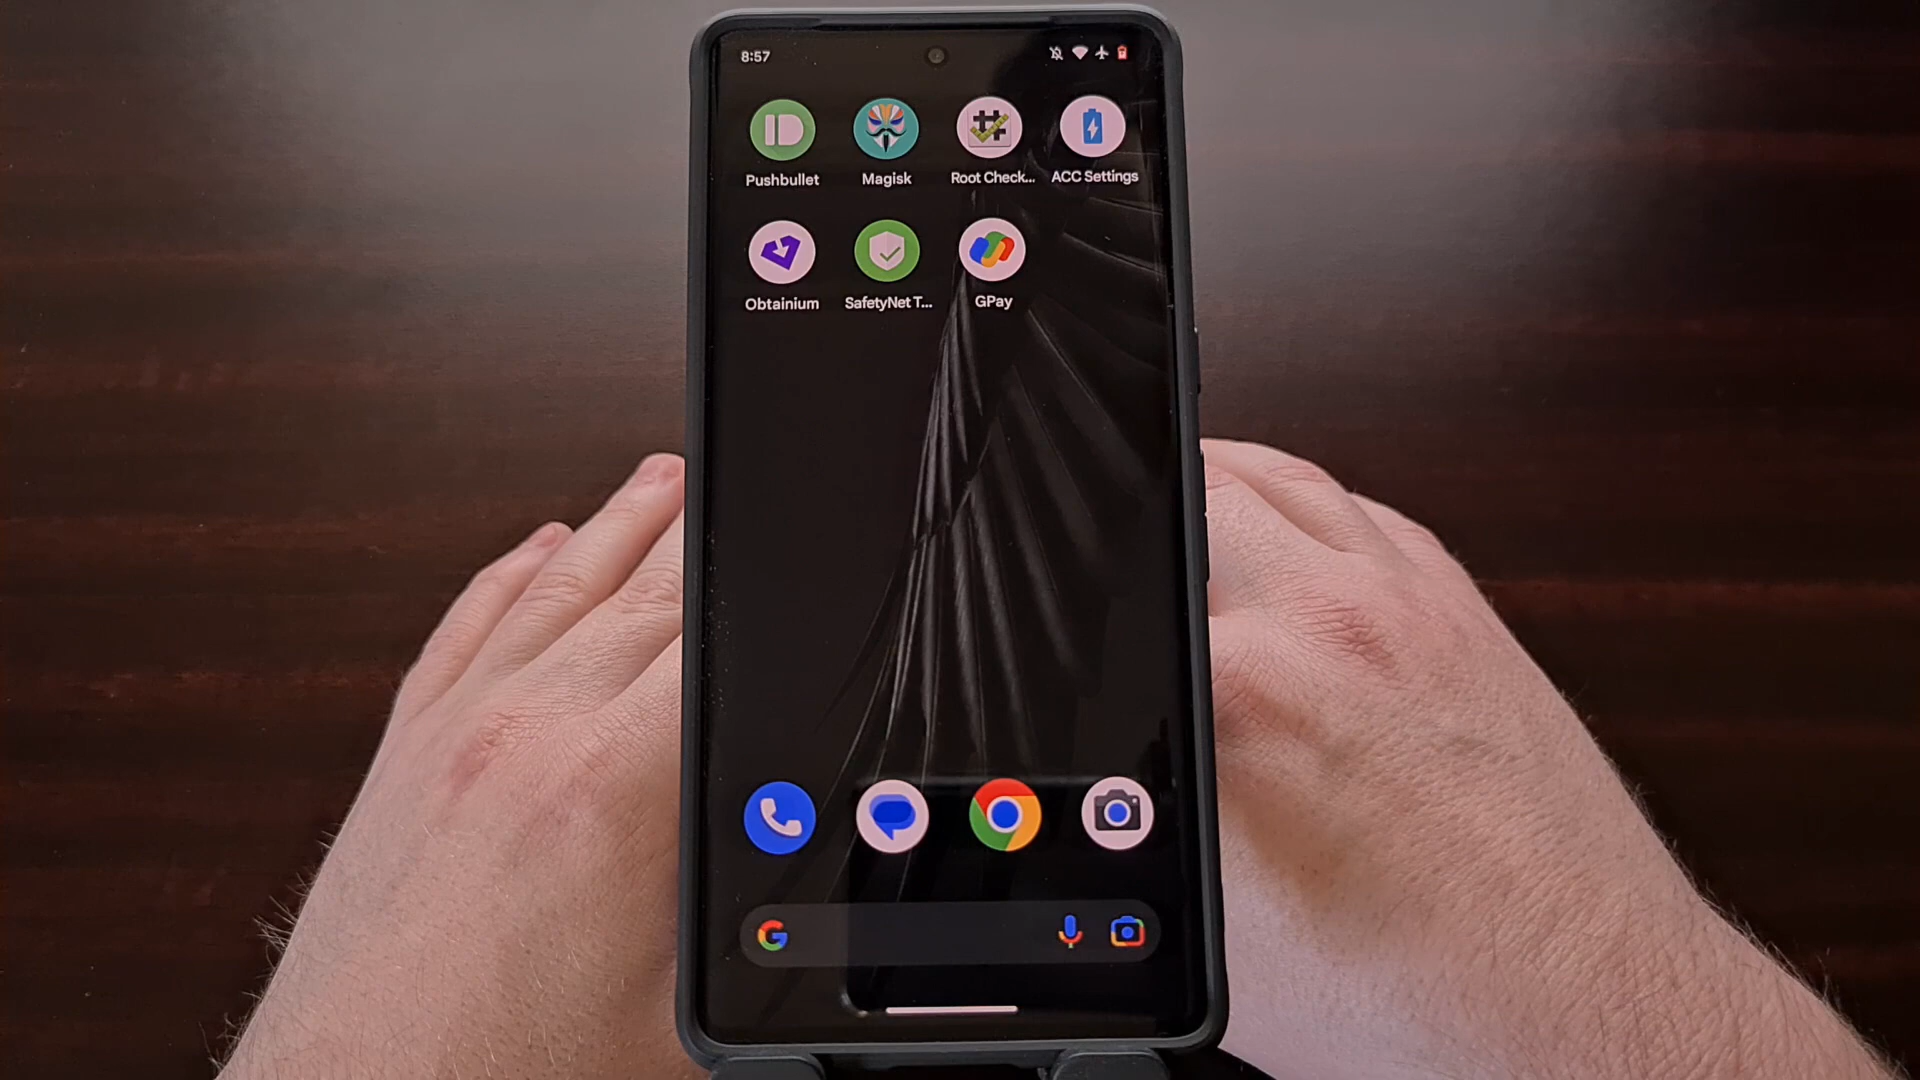 8:57
Pushbullet Magisk Root Check... ACC Settings
Obtainium SafetyNet T... GPay